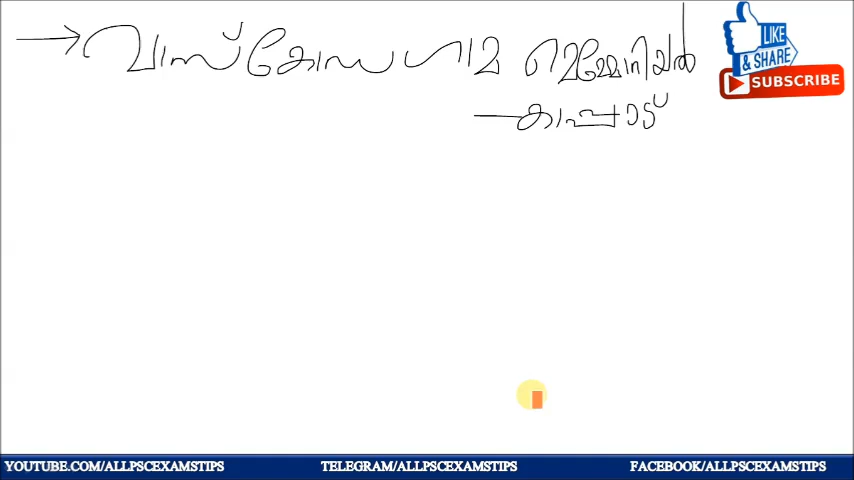 → വാസ്കോഡഗാമ മെമ്മോറിയൽ
— കാപ്പാട്
LIKE
& SHARE
SUBSCRIBE
YOUTUBE.COM/ALLPSCEXAMSTIPS TELEGRAM/ALLPSCEXAMSTIPS FACEBOOK/ALLPSCEXAMSTIPS